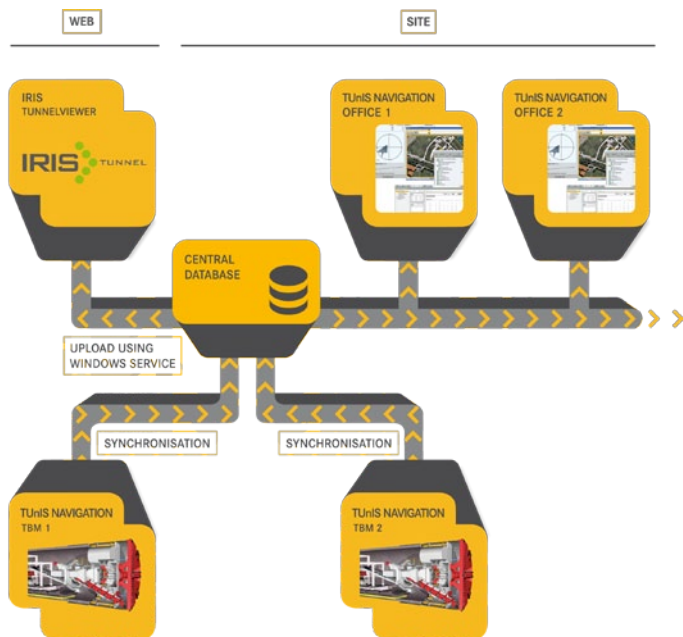 WEB
SITE
IRIS
TUNNELVIEWER
IRIS TUNNEL
TUnIS NAVIGATION
OFFICE 1
TUnIS NAVIGATION
OFFICE 2
CENTRAL
DATABASE
UPLOAD USING
WINDOWS SERVICE
SYNCHRONISATION
SYNCHRONISATION
TUnIS NAVIGATION
TBM 1
TUnIS NAVIGATION
TBM 2